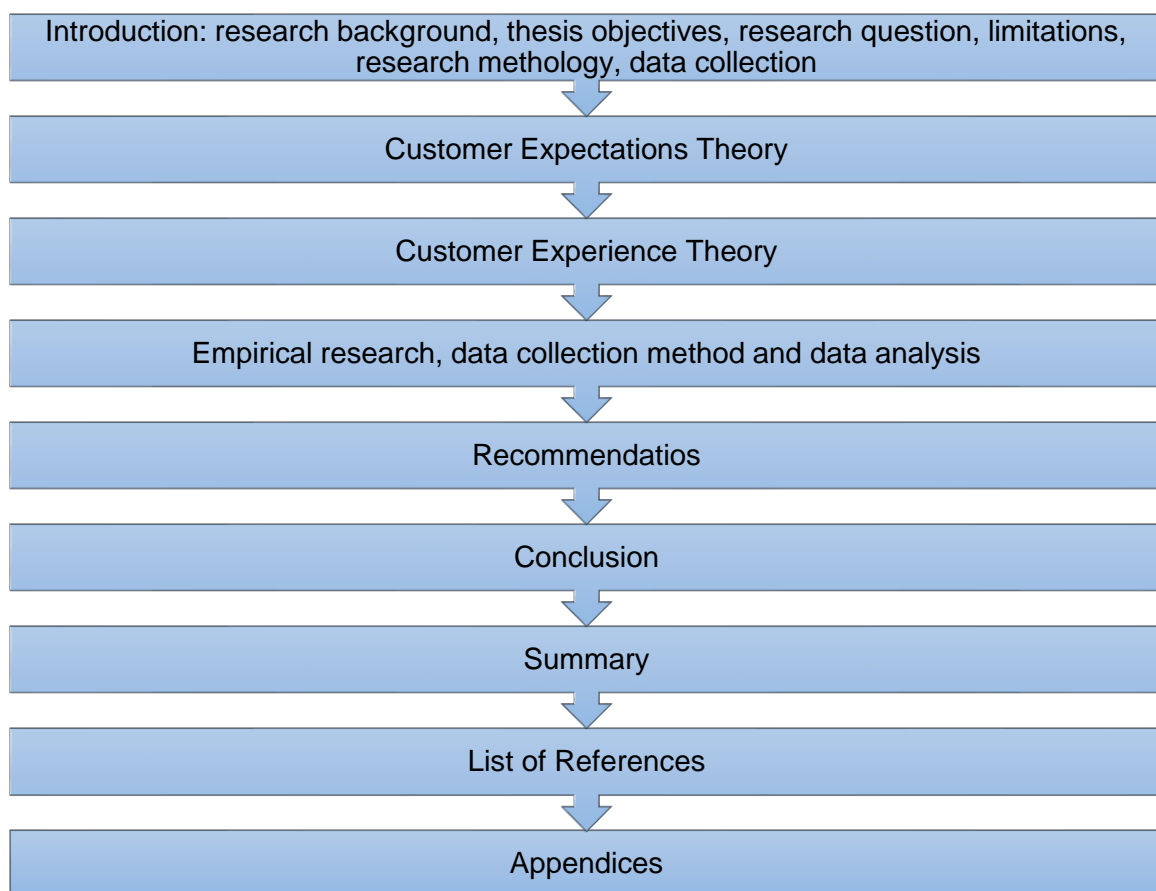 Introduction: research background, thesis objectives, research question, limitations,
research methology, data collection
Customer Expectations Theory
Customer Experience Theory
Empirical research, data collection method and data analysis
Recommendatios
Conclusion
Summary
List of References
Appendices